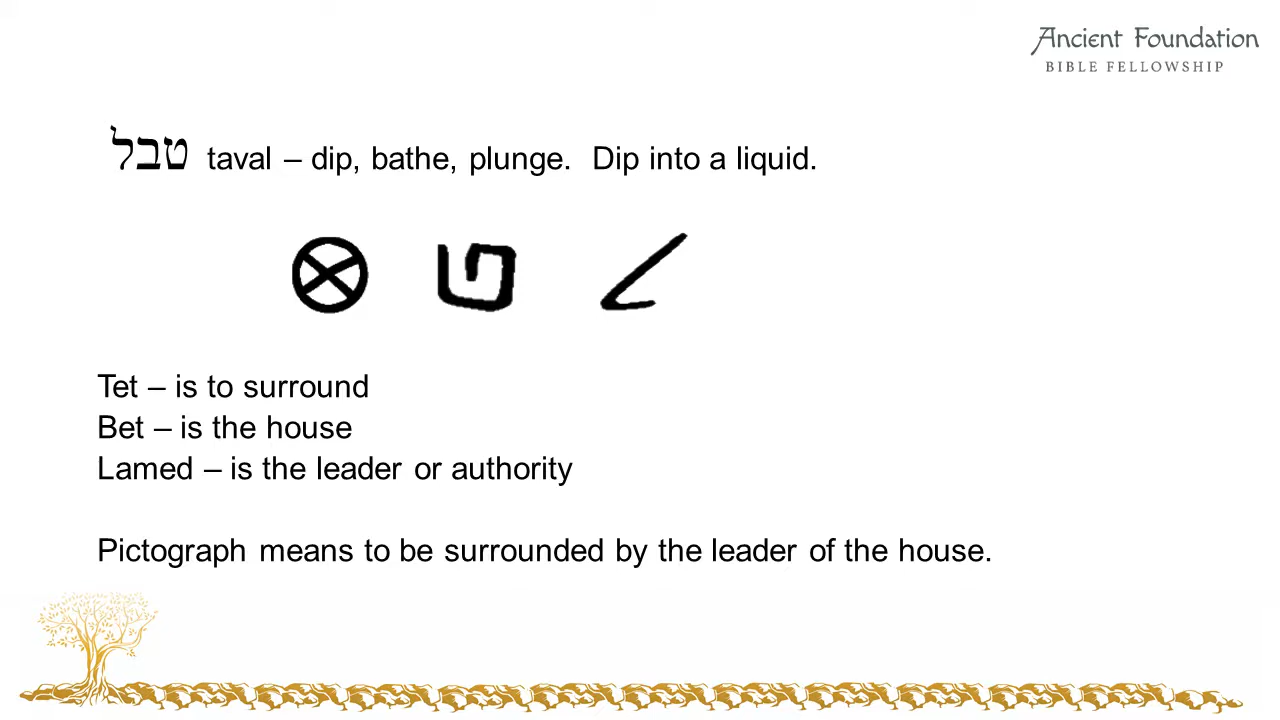 Ancient Foundation
BIBLE FELLOWSHIP
טבל taval – dip, bathe, plunge.  Dip into a liquid.
Tet – is to surround
Bet – is the house
Lamed – is the leader or authority
Pictograph means to be surrounded by the leader of the house.